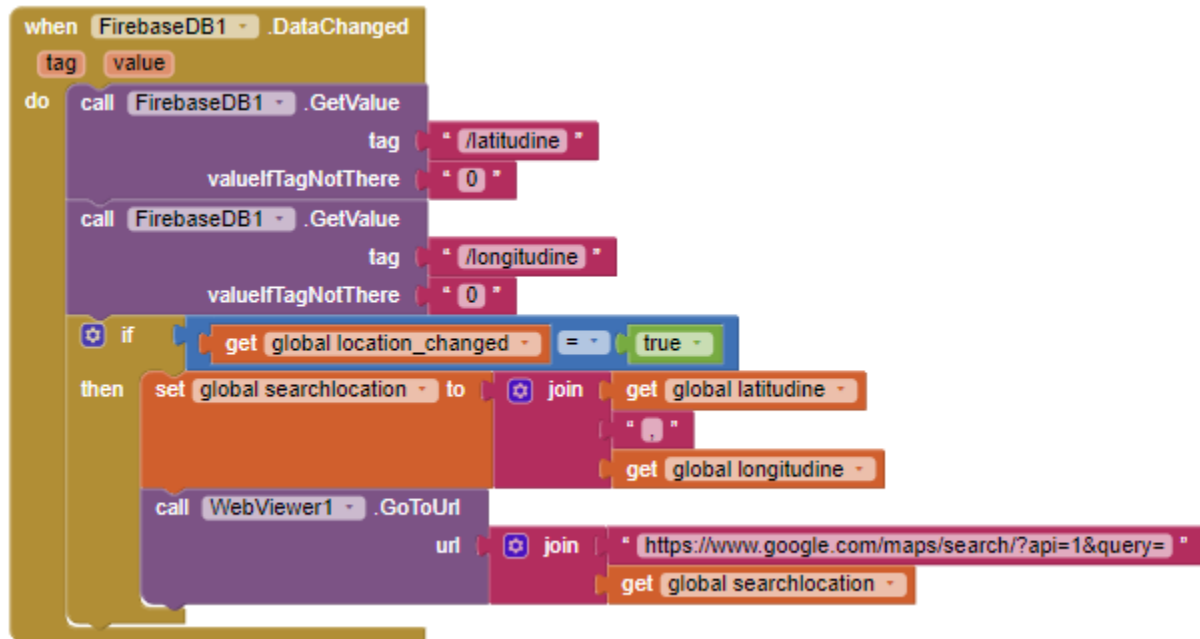 when FirebaseDB1 .DataChanged
tag value
do call FirebaseDB1 .GetValue
tag " /latitudine "
valueIfTagNotThere " 0 "
call FirebaseDB1 .GetValue
tag " /longitudine "
valueIfTagNotThere " 0 "
if get global location_changed = true
then set global searchlocation to join get global latitudine
" , "
get global longitudine
call WebViewer1 .GoToUrl
url join " https://www.google.com/maps/search/?api=1&query= "
get global searchlocation